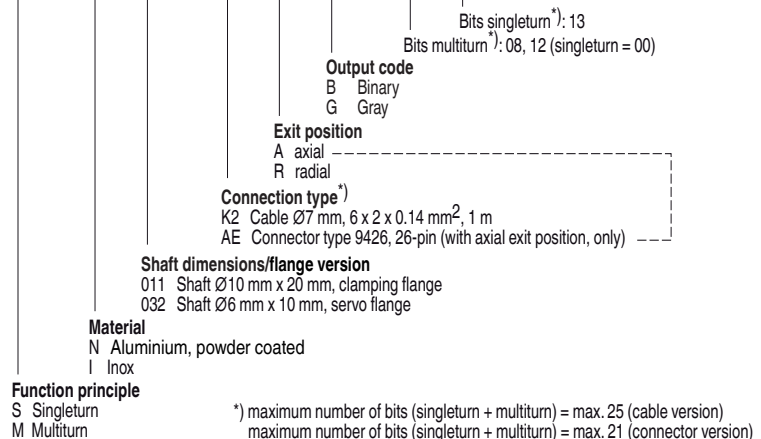 Bits singleturn*): 13
Bits multiturn*): 08, 12 (singleturn = 00)
Output code
B Binary
G Gray
Exit position
A axial
R radial
Connection type*)
K2 Cable Ø7 mm, 6 x 2 x 0.14 mm2, 1 m
AE Connector type 9426, 26-pin (with axial exit position, only)
Shaft dimensions/flange version
011 Shaft Ø10 mm x 20 mm, clamping flange
032 Shaft Ø6 mm x 10 mm, servo flange
Material
N Aluminium, powder coated
I Inox
Function principle
S Singleturn
M Multiturn
*) maximum number of bits (singleturn + multiturn) = max. 25 (cable version)
maximum number of bits (singleturn + multiturn) = max. 21 (connector version)